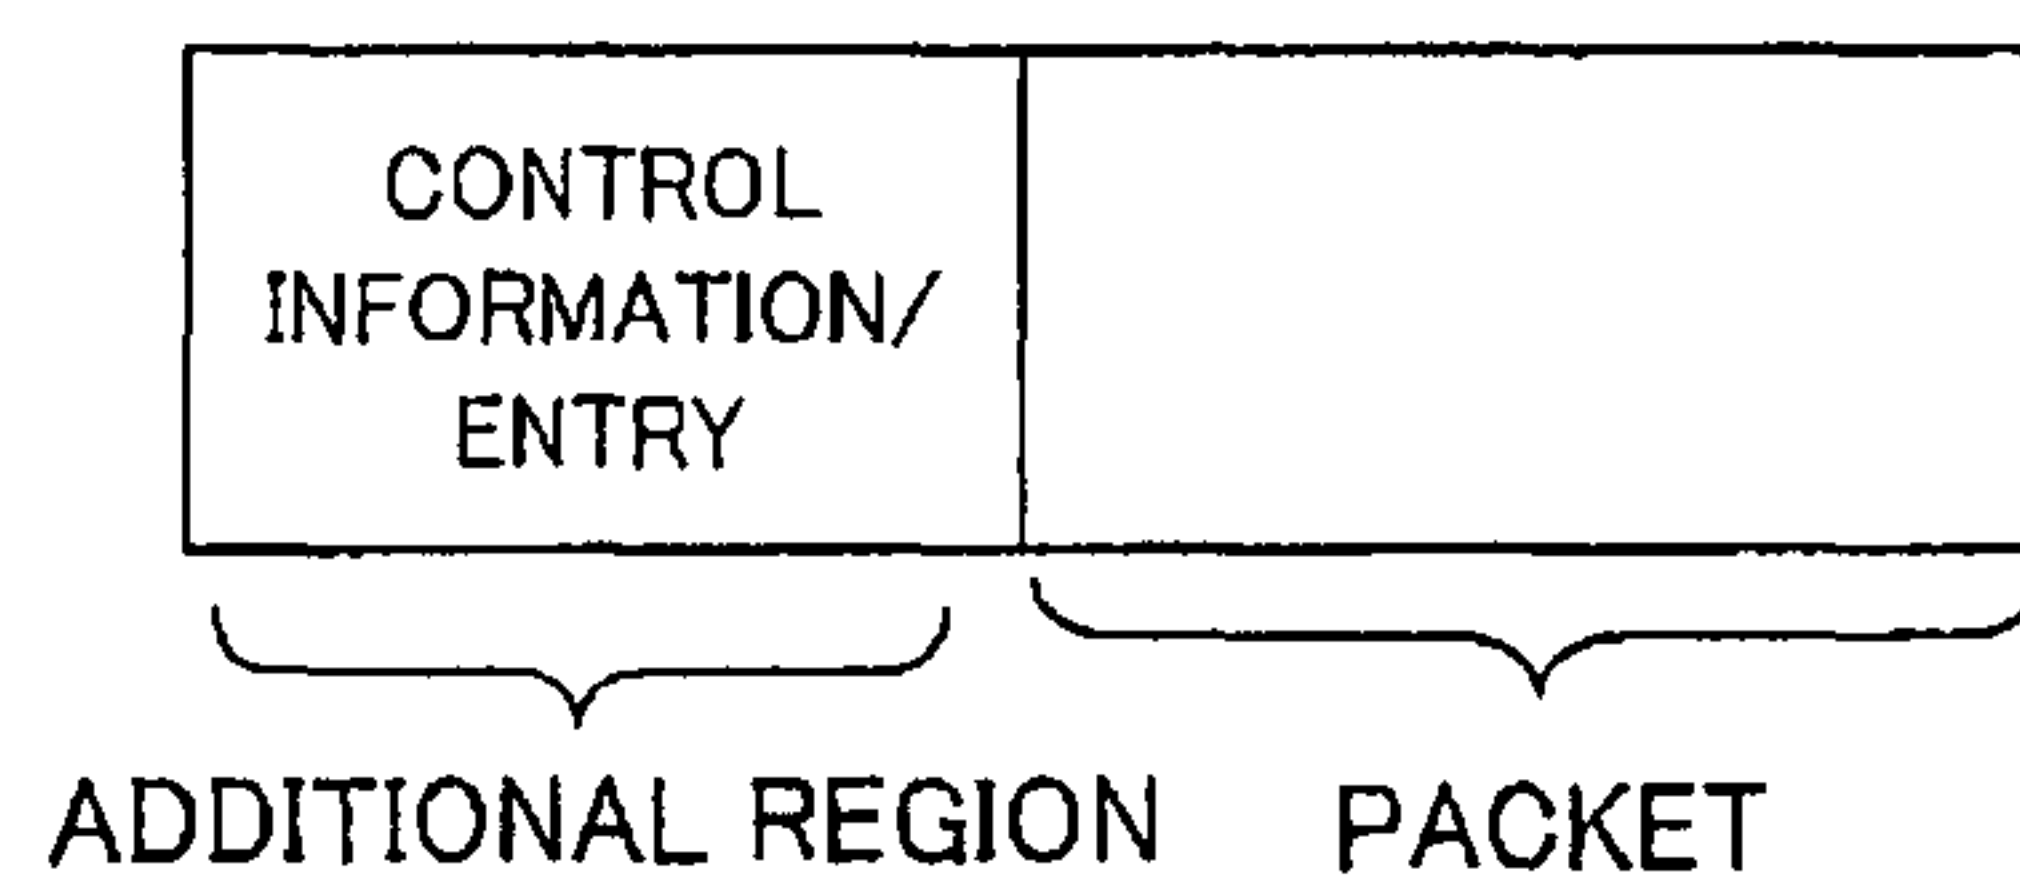 CONTROL
INFORMATION/
ENTRY
ADDITIONAL REGION
PACKET